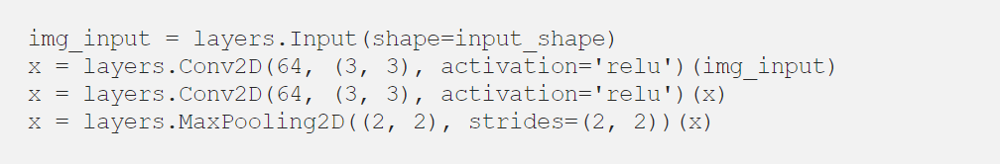 img_input = layers.Input(shape=input_shape)
x = layers.Conv2D(64, (3, 3), activation='relu')(img_input)
x = layers.Conv2D(64, (3, 3), activation='relu')(x)
x = layers.MaxPooling2D((2, 2), strides=(2, 2))(x)